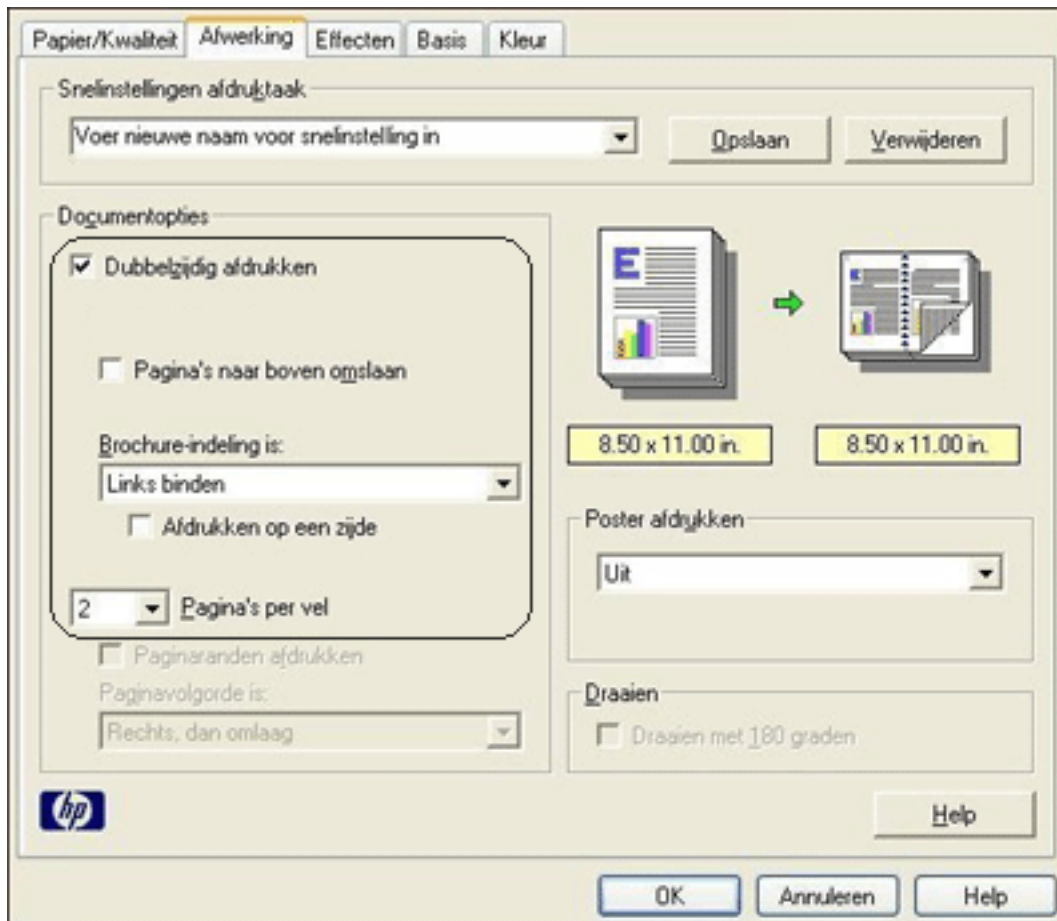 Papier/Kwaliteit Afwerking Effecten Basis Kleur
Snelinstellingen afdruktaak
Voer nieuwe naam voor snelinstelling in Opslaan Verwijderen
Documentopties
Dubbelzijdig afdrukken
E
E
Pagina's naar boven omslaan
Brochure-indeling is:
8.50 x 11.00 in. 8.50 x 11.00 in.
Links binden
Afdrukken op een zijde
Poster afdrukken
Uit
2 Pagina's per vel
Paginaranden afdrukken
Paginavolgorde is:
Rechts, dan omlaag
Draaien
Draaien met 180 graden
hp
Help
OK Annuleren Help